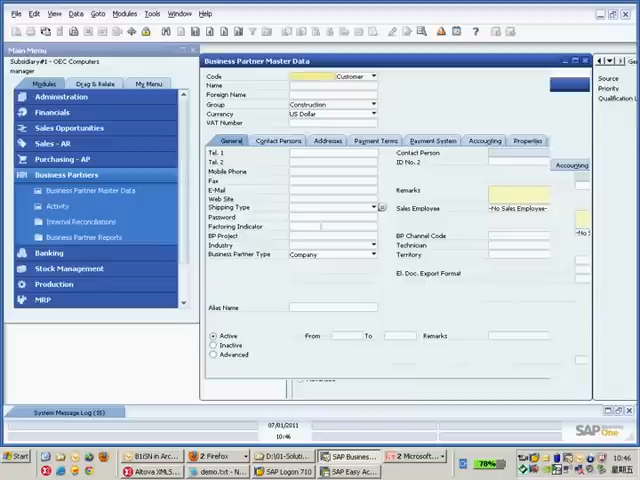 File Edit View Data Goto Modules Tools Window Help
Main Menu
Subsidiary#1 - OEC Computers
manager
Modules Drag & Relate My Menu
Administration
Financials
Sales Opportunities
Sales - AR
Purchasing - AP
Business Partners
Business Partner Master Data
Activity
Internal Reconciliations
Business Partner Reports
Banking
Stock Management
Production
MRP
Business Partner Master Data
Code Customer
Name
Foreign Name
Group Construction
Currency US Dollar
VAT Number
General Contact Persons Addresses Payment Terms Payment System Accounting Properties
Tel. 1 Contact Person
Tel. 2 ID No. 2
Mobile Phone
Fax
E-Mail Remarks
Web Site
Shipping Type Sales Employee -No Sales Employee-
Password
Factoring Indicator
BP Project BP Channel Code
Industry Technician
Business Partner Type Company Territory
El. Doc. Export Format
Alias Name
Active From To Remarks
Inactive
Advanced
Accounting
-No S
Source
Priority
Qualification L
System Message Log (15)
07/01/2011
10:46
SAP Business One
Start B1iSN in Arc... 2 Firefox D:\01-Solut... SAP Busines... 2 Microsoft... 10:46
Altova XMLS... demo.txt - N... SAP Logon 710 SAP Easy Ac... 78% 星期五